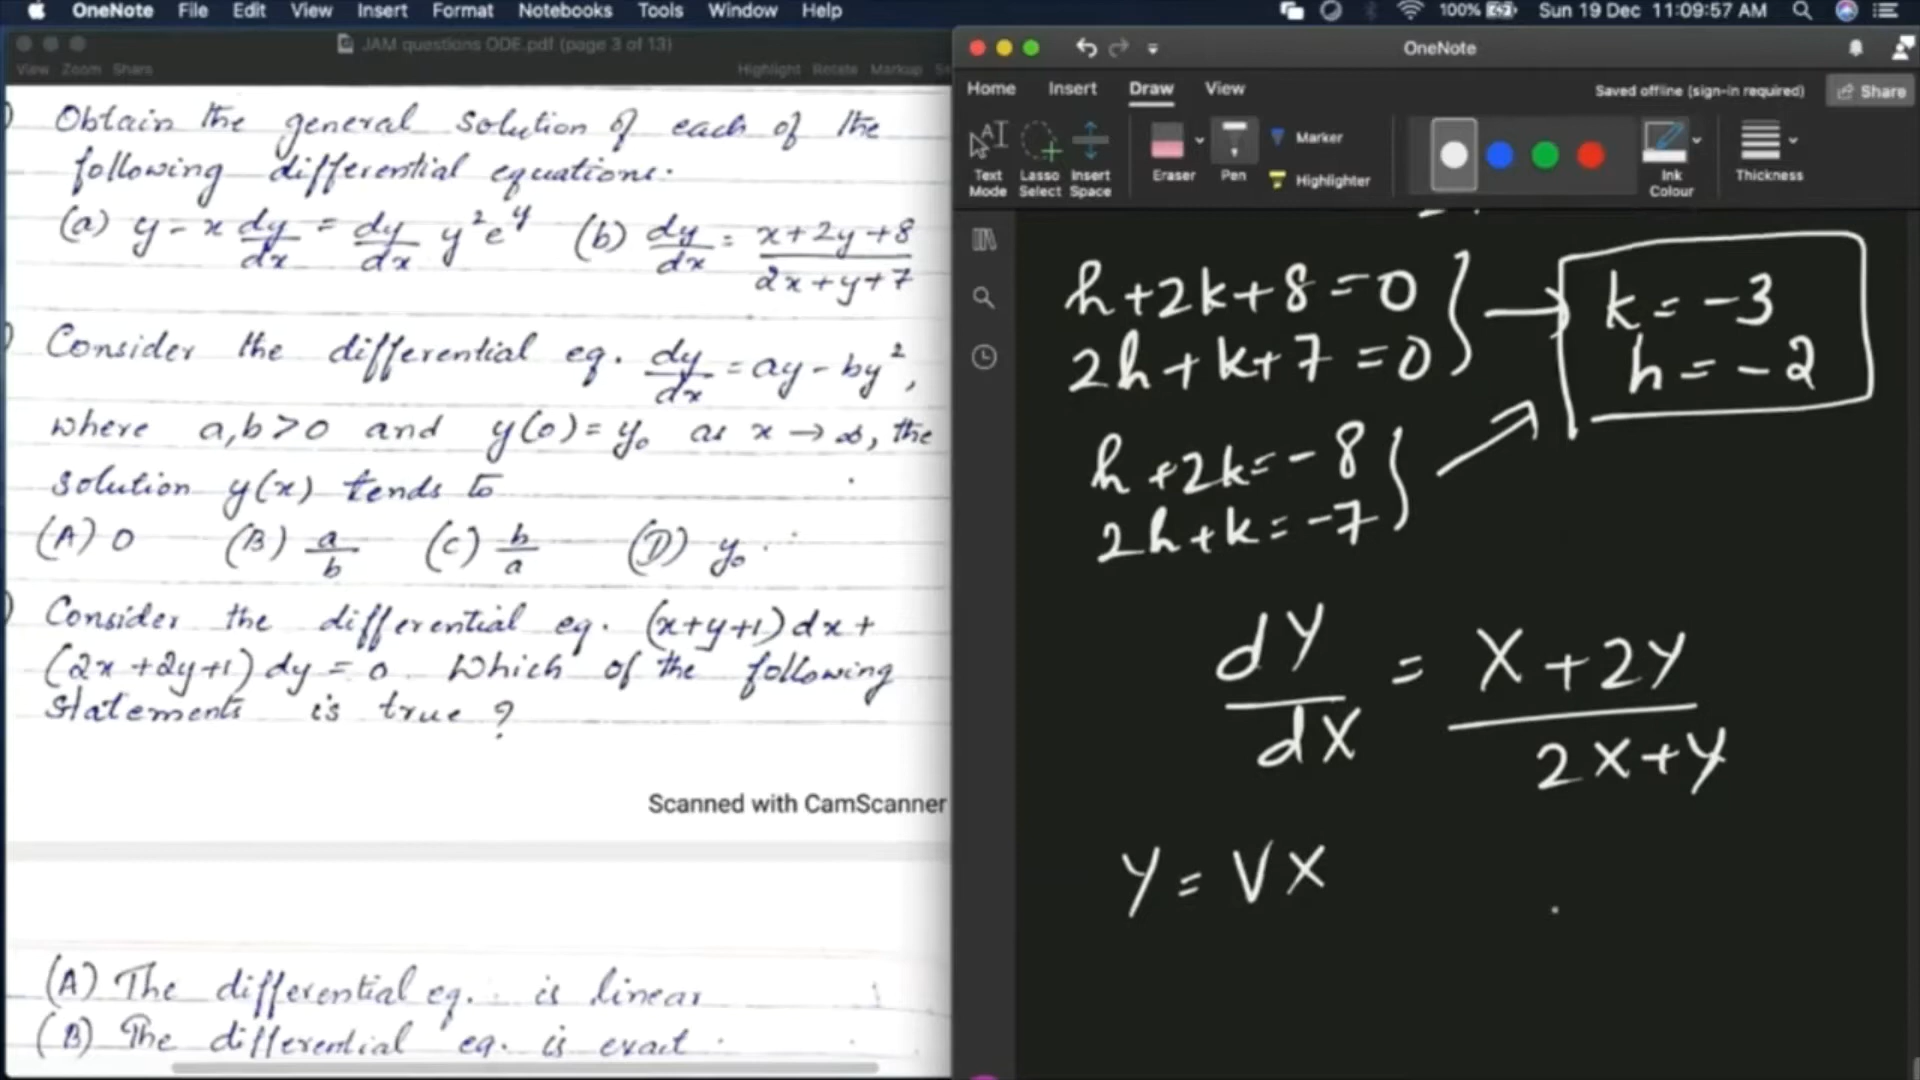 OneNote File Edit View Insert Format Notebooks Tools Window Help 100% Sun 19 Dec 11:09:57 AM
JAM questions ODE.pdf (page 3 of 13)
View Zoom Share Highlight Rotate Markup
Obtain the general solution of each of the
following differential equations.
(a) y - x dy/dx = dy/dx y²e^y (b) dy/dx = x+2y+8 / 2x+y+7
Consider the differential eq. dy/dx = ay - by²,
where a,b>0 and y(0)=y₀ as x → ∞, the
solution y(x) tends to
(A) 0 (B) a/b (C) b/a (D) y₀.
Consider the differential eq. (x+y+1)dx+
(2x+2y+1)dy=0. Which of the following
statements is true?
Scanned with CamScanner
(A) The differential eq. is linear
(B) The differential eq. is exact.
OneNote
Home Insert Draw View Saved offline (sign-in required) Share
Text Mode Lasso Select Insert Space Eraser Pen Marker Highlighter Ink Colour Thickness
h+2k+8=0
2h+k+7=0
k=-3
h=-2
h+2k=-8
2h+k=-7
dY/dX = X+2Y / 2X+Y
Y=VX